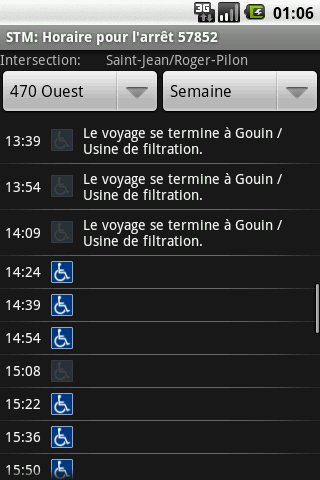 3G
01:06
STM: Horaire pour l'arrêt 57852
Intersection: Saint-Jean/Roger-Pilon
470 Ouest
Semaine
13:39
Le voyage se termine à Gouin /
Usine de filtration.
13:54
Le voyage se termine à Gouin /
Usine de filtration.
14:09
Le voyage se termine à Gouin /
Usine de filtration.
14:24
14:39
14:54
15:08
15:22
15:36
15:50